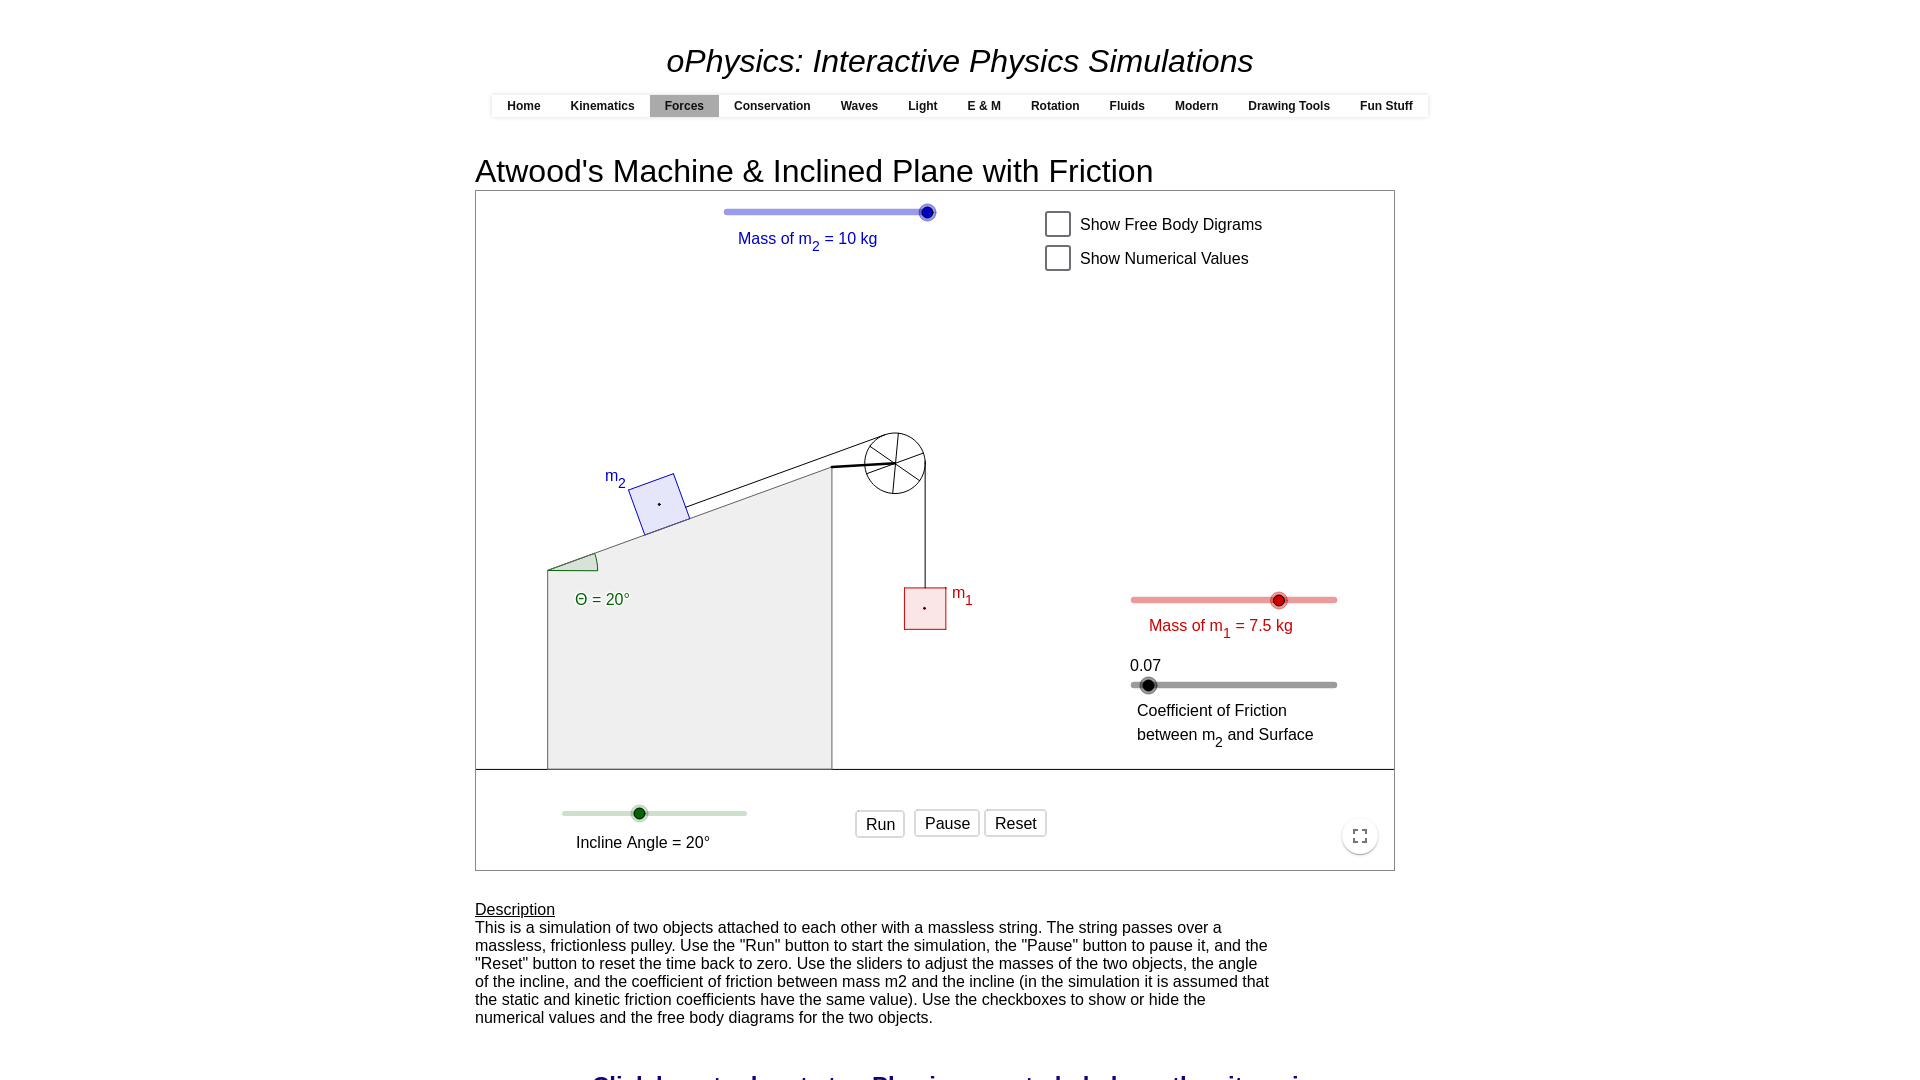 oPhysics: Interactive Physics Simulations
Home Kinematics Forces Conservation Waves Light E & M Rotation Fluids Modern Drawing Tools Fun Stuff
Atwood's Machine & Inclined Plane with Friction
Mass of m2 = 10 kg
Show Free Body Digrams
Show Numerical Values
m2
Θ = 20°
m1
Mass of m1 = 7.5 kg
0.07
Coefficient of Friction
between m2 and Surface
Incline Angle = 20°
Run Pause Reset
Description
This is a simulation of two objects attached to each other with a massless string. The string passes over a
massless, frictionless pulley. Use the "Run" button to start the simulation, the "Pause" button to pause it, and the
"Reset" button to reset the time back to zero. Use the sliders to adjust the masses of the two objects, the angle
of the incline, and the coefficient of friction between mass m2 and the incline (in the simulation it is assumed that
the static and kinetic friction coefficients have the same value). Use the checkboxes to show or hide the
numerical values and the free body diagrams for the two objects.